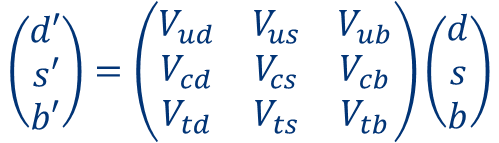 (d′) = (V_ud V_us V_ub) (d)
(s′) (V_cd V_cs V_cb) (s)
(b′) (V_td V_ts V_tb) (b)